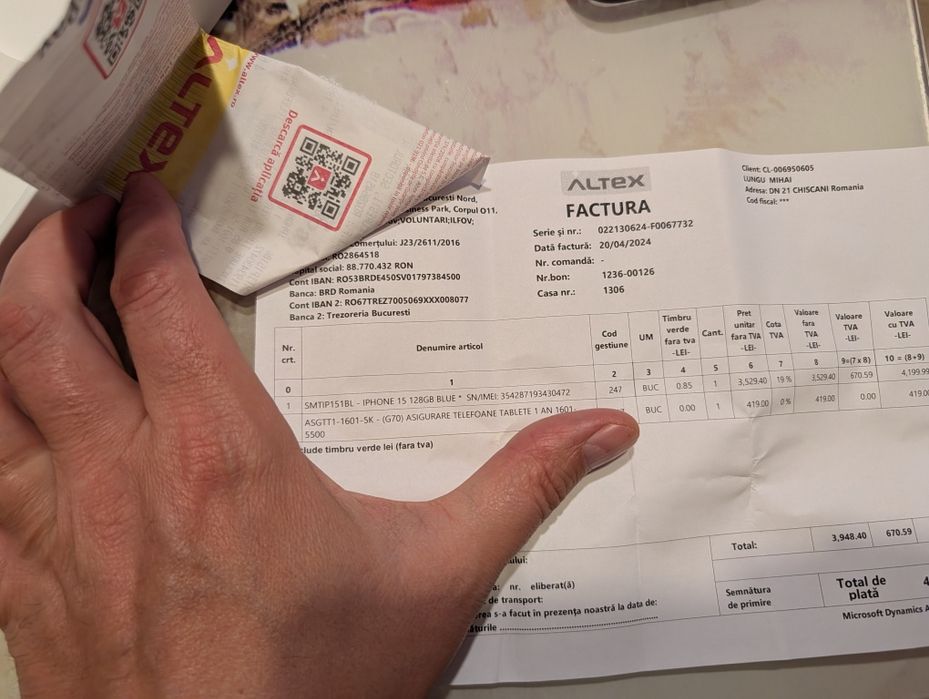 www.altex.ro
ALTEX
Descarcă aplicația
ALTEX
FACTURA
Serie și nr.: 022130624-F0067732
Dată factură: 20/04/2024
Nr. comandă: -
Nr.bon: 1236-00126
Casa nr.: 1306
Client: CL-006950605
LUNGU MIHAI
Adresa: DN 21 CHISCANI Romania
Cod fiscal: ***
Nord,
Park, Corpul O11.
VOLUNTARI;ILFOV;
J23/2611/2016
RO2864518
social: 88.770.432 RON
Cont IBAN: RO53BRDE450SV01797384500
Banca: BRD Romania
Cont IBAN 2: RO67TREZ7005069XXX008077
Banca 2: Trezoreria Bucuresti
Nr. crt. Denumire articol Cod gestiune UM Timbru verde fara tva -LEI- Cant. Pret unitar fara TVA -LEI- Cota TVA Valoare fara TVA -LEI- Valoare TVA -LEI- Valoare cu TVA -LEI-
0 1 2 3 4 5 6 7 8 9=(7 x 8) 10 = (8+9)
1 SMTIP151BL - IPHONE 15 128GB BLUE * SN/IMEI: 354287193430472 247 BUC 0.85 1 3,529.40 19 % 3,529.40 670.59 4,199.99
ASGTT1-1601-5K - (G70) ASIGURARE TELEFOANE TABLETE 1 AN 1601-5500 BUC 0.00 1 419.00 0 % 419.00 0.00 419.00
timbru verde lei (fara tva)
Total: 3,948.40 670.59
nr. eliberat(ă)
de transport:
s-a facut în prezența noastră la data de:
Semnătura de primire
Total de plată
Microsoft Dynamics